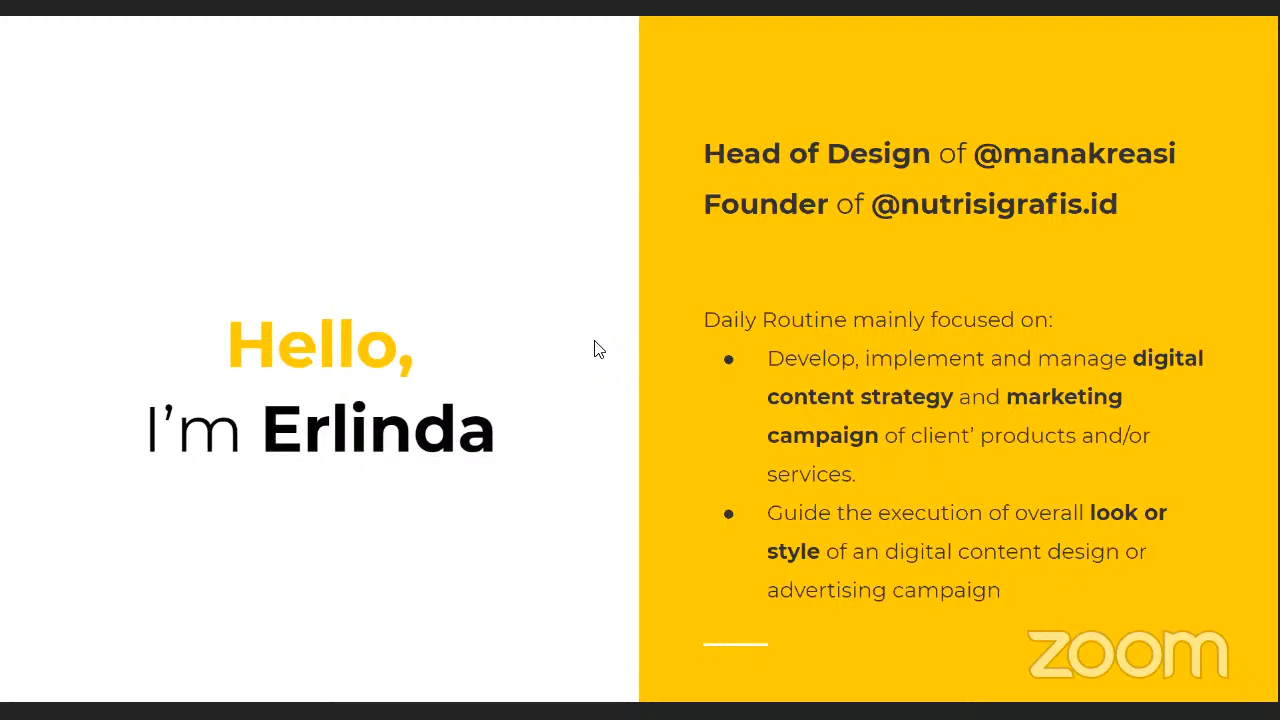 Hello,
I'm Erlinda
Head of Design of @manakreasi
Founder of @nutrisigrafis.id
Daily Routine mainly focused on:
● Develop, implement and manage digital
content strategy and marketing
campaign of client' products and/or
services.
● Guide the execution of overall look or
style of an digital content design or
advertising campaign
zoom